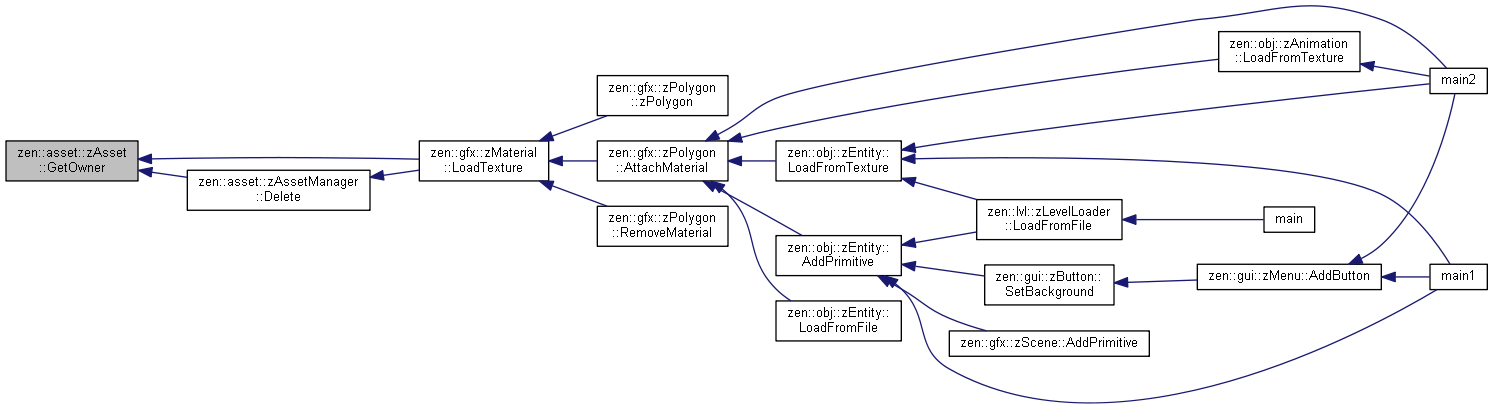 zen::asset::zAsset
::GetOwner
zen::asset::zAssetManager
::Delete
zen::gfx::zMaterial
::LoadTexture
zen::gfx::zPolygon
::zPolygon
zen::gfx::zPolygon
::AttachMaterial
zen::gfx::zPolygon
::RemoveMaterial
zen::obj::zEntity::
LoadFromTexture
zen::obj::zEntity::
AddPrimitive
zen::obj::zEntity::
LoadFromFile
zen::lvl::zLevelLoader
::LoadFromFile
zen::gui::zButton::
SetBackground
zen::gfx::zScene::AddPrimitive
zen::obj::zAnimation
::LoadFromTexture
main
zen::gui::zMenu::AddButton
main2
main1